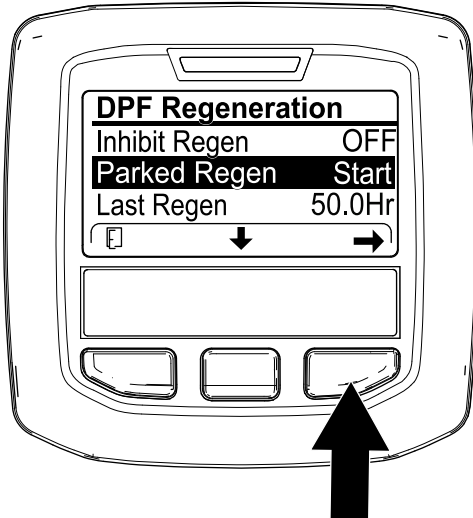 DPF Regeneration
Inhibit Regen OFF
Parked Regen Start
Last Regen 50.0Hr